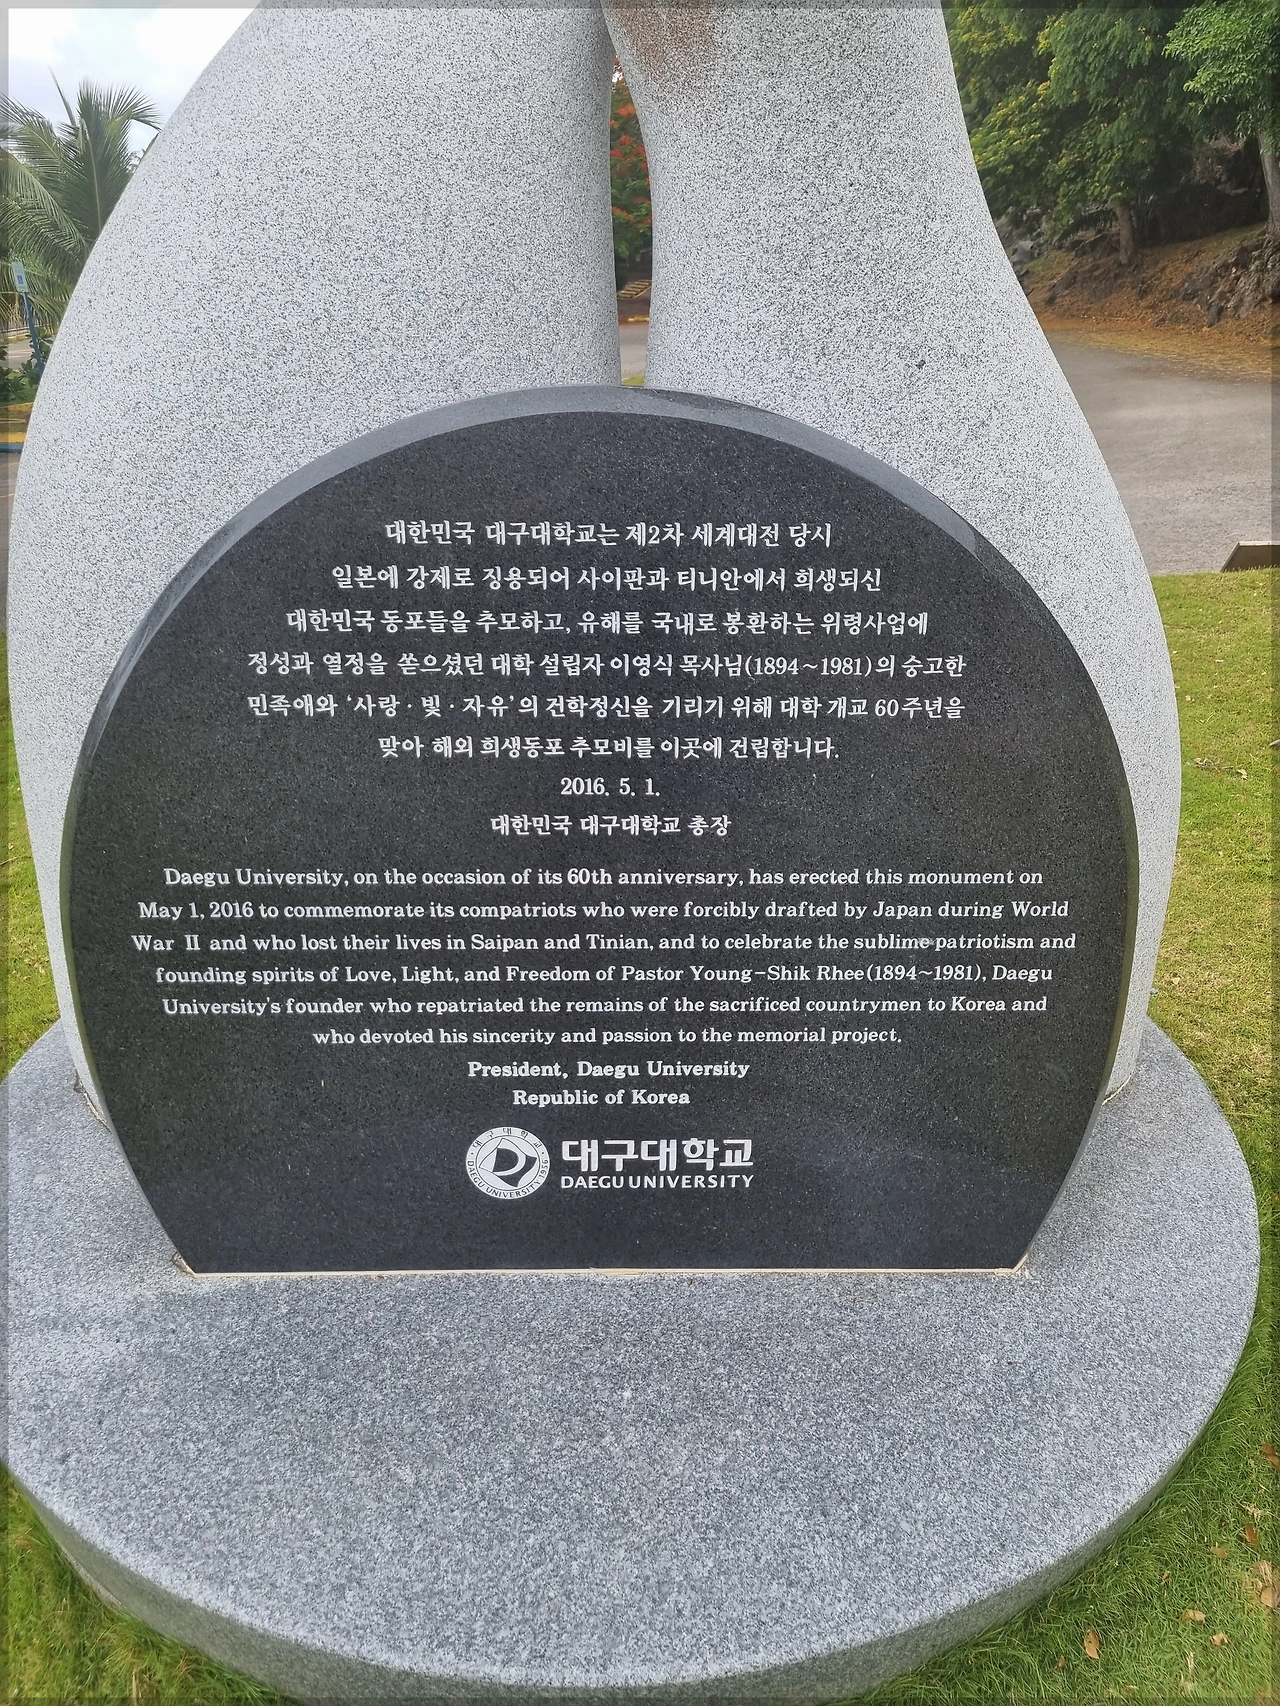 대한민국 대구대학교는 제2차 세계대전 당시
일본에 강제로 징용되어 사이판과 티니안에서 희생되신
대한민국 동포들을 추모하고, 유해를 국내로 봉환하는 위령사업에
정성과 열정을 쏟으셨던 대학 설립자 이영식 목사님(1894~1981)의 숭고한
민족애와 ‘사랑 · 빛 · 자유’의 건학정신을 기리기 위해 대학 개교 60주년을
맞아 해외 희생동포 추모비를 이곳에 건립합니다.
2016. 5. 1.
대한민국 대구대학교 총장
Daegu University, on the occasion of its 60th anniversary, has erected this monument on
May 1, 2016 to commemorate its compatriots who were forcibly drafted by Japan during World
War II and who lost their lives in Saipan and Tinian, and to celebrate the sublime patriotism and
founding spirits of Love, Light, and Freedom of Pastor Young-Shik Rhee(1894~1981), Daegu
University's founder who repatriated the remains of the sacrificed countrymen to Korea and
who devoted his sincerity and passion to the memorial project.
President, Daegu University
Republic of Korea
대구대학교
DAEGU UNIVERSITY 1956
대구대학교
DAEGU UNIVERSITY